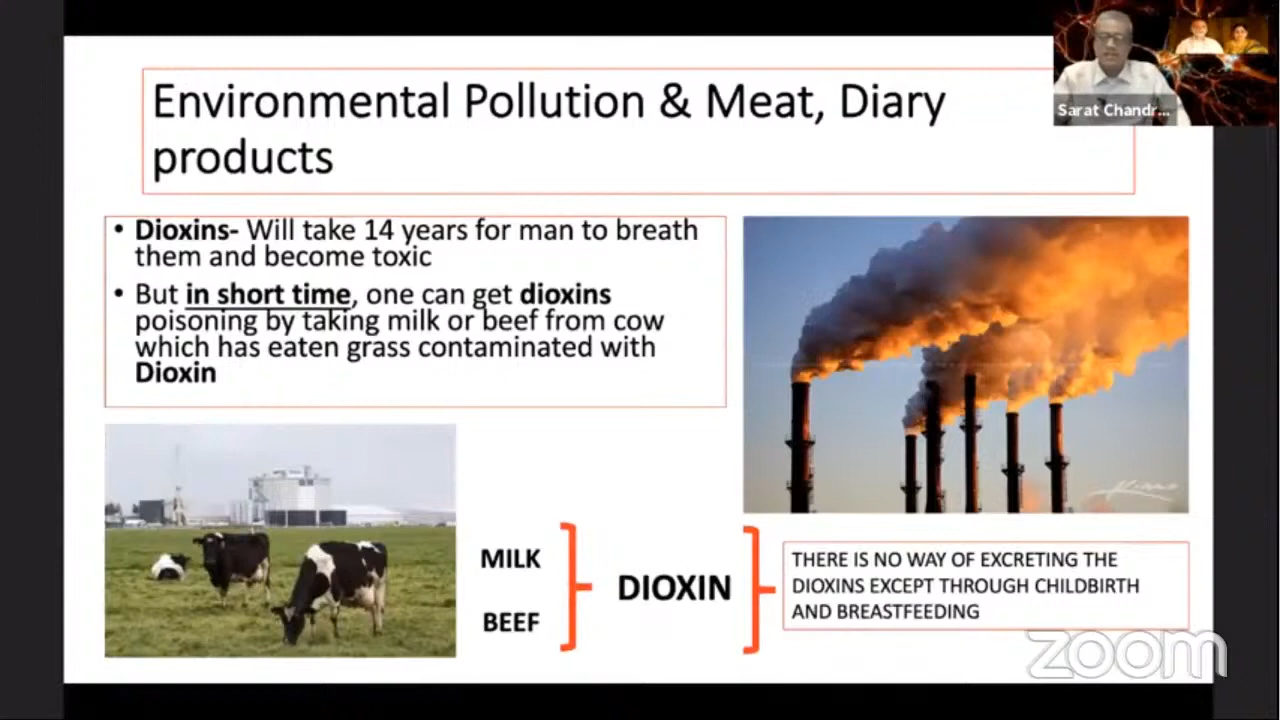 Environmental Pollution & Meat, Diary
products
Sarat Chandr...
• Dioxins- Will take 14 years for man to breath
them and become toxic
• But in short time, one can get dioxins
poisoning by taking milk or beef from cow
which has eaten grass contaminated with
Dioxin
MILK
BEEF
DIOXIN
THERE IS NO WAY OF EXCRETING THE
DIOXINS EXCEPT THROUGH CHILDBIRTH
AND BREASTFEEDING
zoom